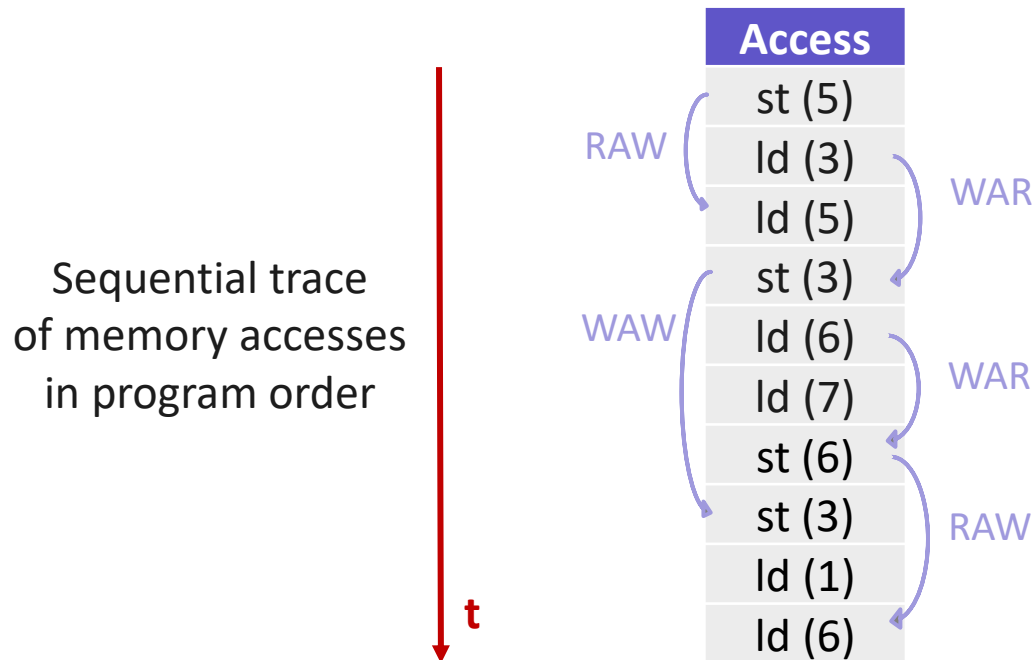 Access
st (5)
RAW
ld (3)
WAR
ld (5)
Sequential trace
of memory accesses
in program order
st (3)
WAW
ld (6)
WAR
ld (7)
st (6)
st (3)
RAW
ld (1)
t
ld (6)